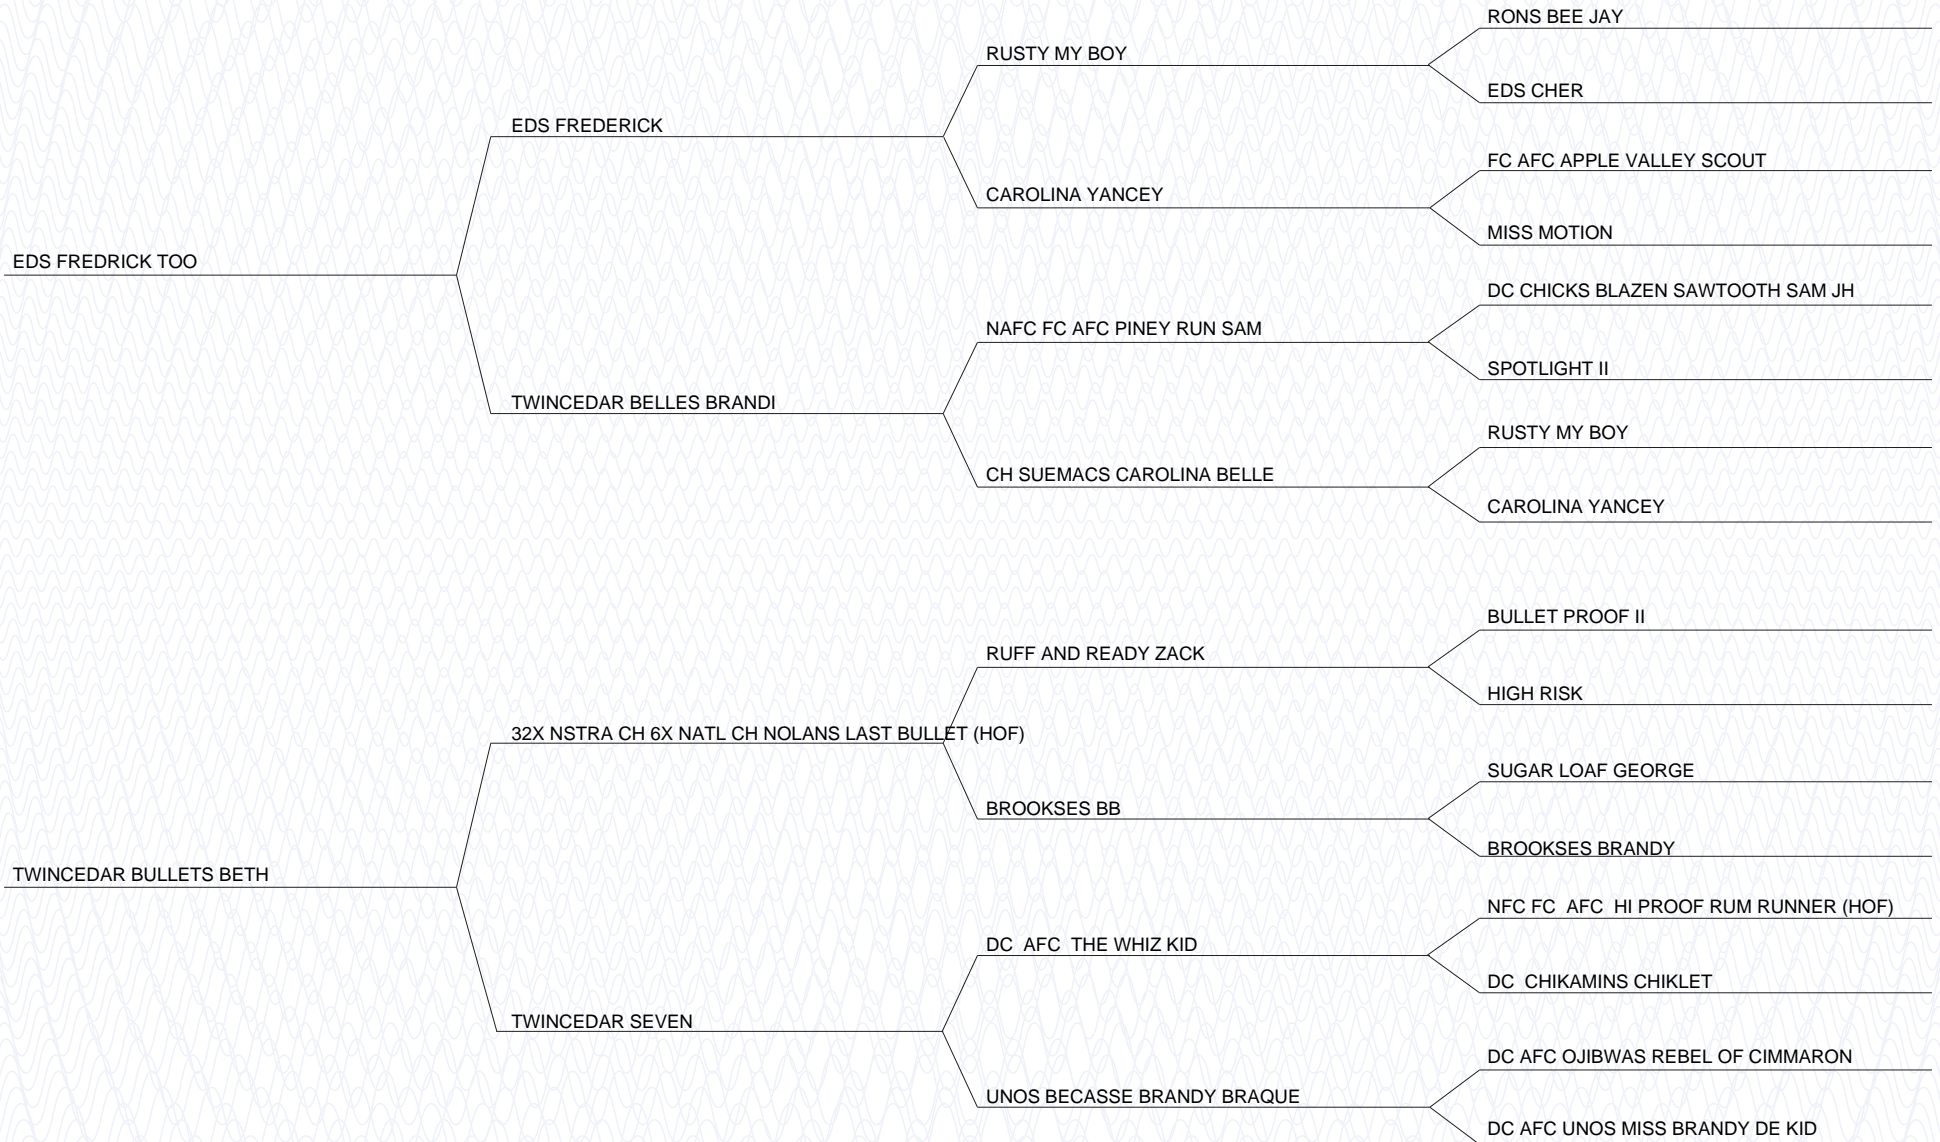 RONS BEE JAY
RUSTY MY BOY
EDS CHER
EDS FREDERICK
FC AFC APPLE VALLEY SCOUT
CAROLINA YANCEY
MISS MOTION
EDS FREDRICK TOO
DC CHICKS BLAZEN SAWTOOTH SAM JH
NAFC FC AFC PINEY RUN SAM
SPOTLIGHT II
TWINCEDAR BELLES BRANDI
RUSTY MY BOY
CH SUEMACS CAROLINA BELLE
CAROLINA YANCEY
BULLET PROOF II
RUFF AND READY ZACK
HIGH RISK
32X NSTRA CH 6X NATL CH NOLANS LAST BULLET (HOF)
SUGAR LOAF GEORGE
BROOKSES BB
BROOKSES BRANDY
TWINCEDAR BULLETS BETH
NFC FC  AFC  HI PROOF RUM RUNNER (HOF)
DC  AFC  THE WHIZ KID
DC  CHIKAMINS CHIKLET
TWINCEDAR SEVEN
DC AFC OJIBWAS REBEL OF CIMMARON
UNOS BECASSE BRANDY BRAQUE
DC AFC UNOS MISS BRANDY DE KID